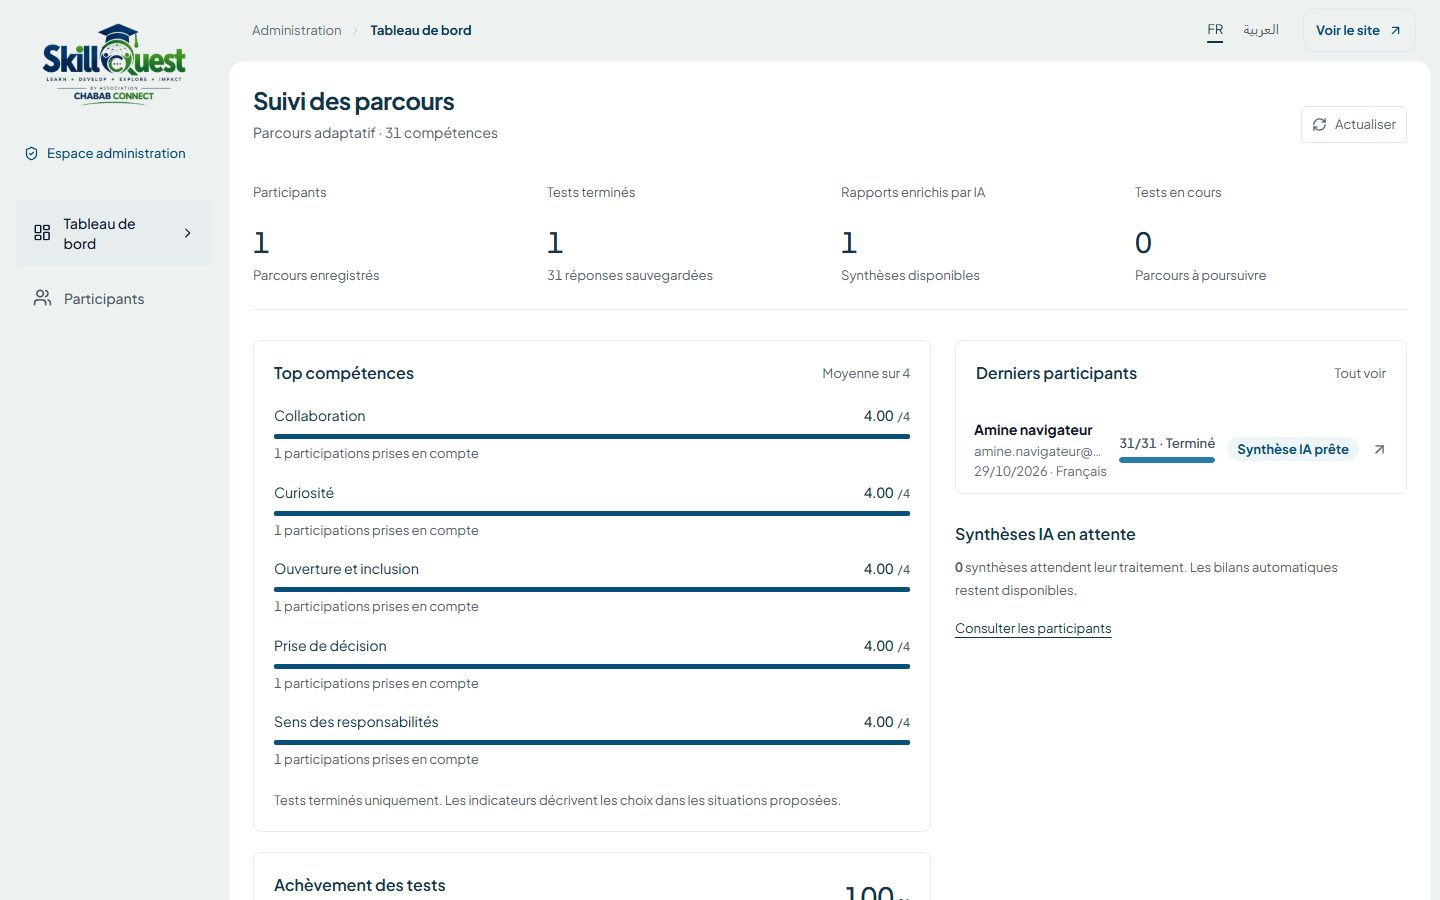 SkillQuest
LEARN • DEVELOP • EXPLORE • IMPACT
BY ASSOCIATION
CHABAB CONNECT
Espace administration
Tableau de
bord
Participants
Administration
Tableau de bord
FR
العربية
Voir le site
Suivi des parcours
Parcours adaptatif · 31 compétences
Actualiser
Participants
1
Parcours enregistrés
Tests terminés
1
31 réponses sauvegardées
Rapports enrichis par IA
1
Synthèses disponibles
Tests en cours
0
Parcours à poursuivre
Top compétences
Moyenne sur 4
Collaboration
4.00 /4
1 participations prises en compte
Curiosité
4.00 /4
1 participations prises en compte
Ouverture et inclusion
4.00 /4
1 participations prises en compte
Prise de décision
4.00 /4
1 participations prises en compte
Sens des responsabilités
4.00 /4
1 participations prises en compte
Tests terminés uniquement. Les indicateurs décrivent les choix dans les situations proposées.
Achèvement des tests
100
Derniers participants
Tout voir
Amine navigateur
amine.navigateur@…
29/10/2026 · Français
31/31 · Terminé
Synthèse IA prête
Synthèses IA en attente
0 synthèses attendent leur traitement. Les bilans automatiques
restent disponibles.
Consulter les participants